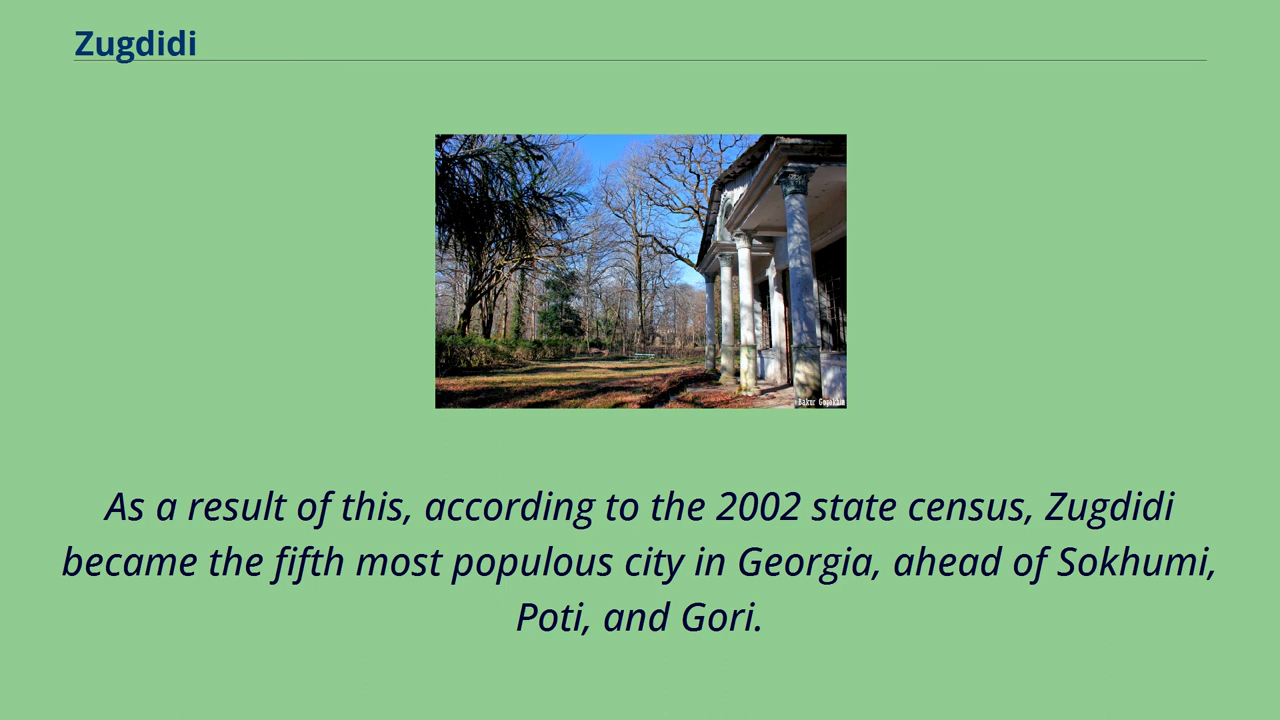 Zugdidi
As a result of this, according to the 2002 state census, Zugdidi
became the fifth most populous city in Georgia, ahead of Sokhumi,
Poti, and Gori.